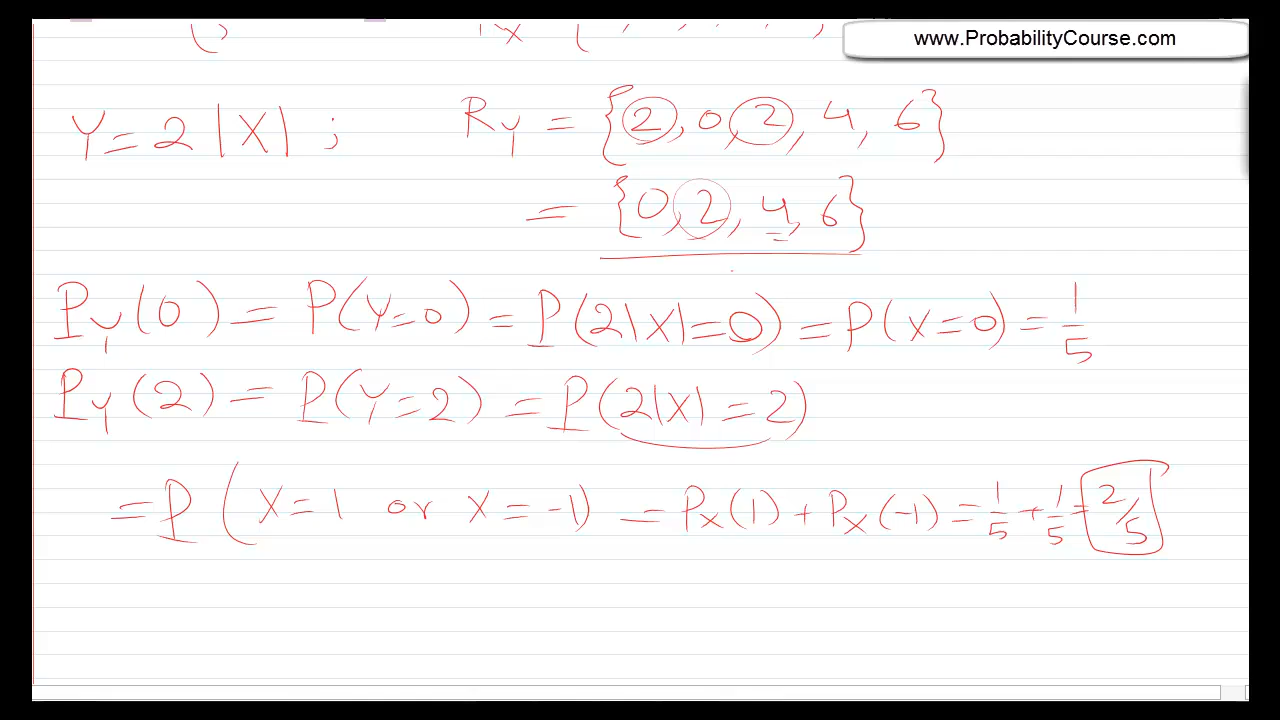 www.ProbabilityCourse.com
Y = 2 |X| ; R_Y = {2, 0, 2, 4, 6}
= {0, 2, 4, 6}
P_Y(0) = P(Y=0) = P(2|X|=0) = P(X=0) = 1/5
P_Y(2) = P(Y=2) = P(2|X|=2)
= P(X=1 or X=-1) = P_X(1) + P_X(-1) = 1/5 + 1/5 = 2/5